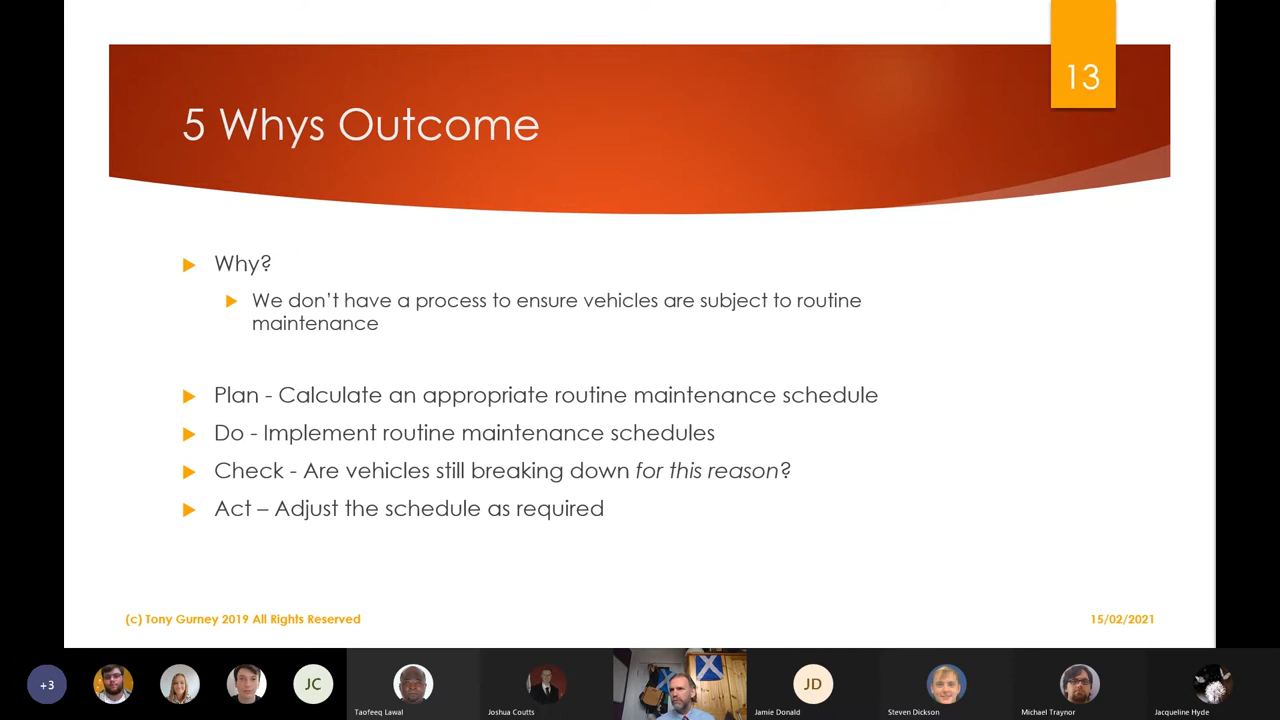 13
5 Whys Outcome
Why?
We don't have a process to ensure vehicles are subject to routine
maintenance
Plan - Calculate an appropriate routine maintenance schedule
Do - Implement routine maintenance schedules
Check - Are vehicles still breaking down for this reason?
Act – Adjust the schedule as required
(c) Tony Gurney 2019 All Rights Reserved
15/02/2021
+3
JC
JD
Taofeeq Lawal
Joshua Coutts
Jamie Donald
Steven Dickson
Michael Traynor
Jacqueline Hyde